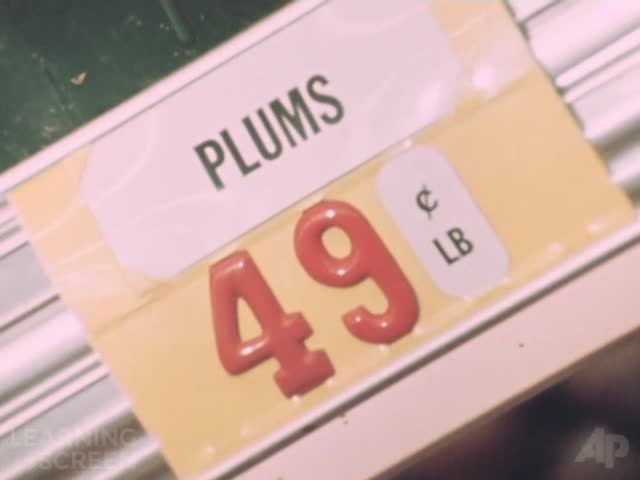 PLUMS
49
¢
LB
LEARNING
SCREEN
AP